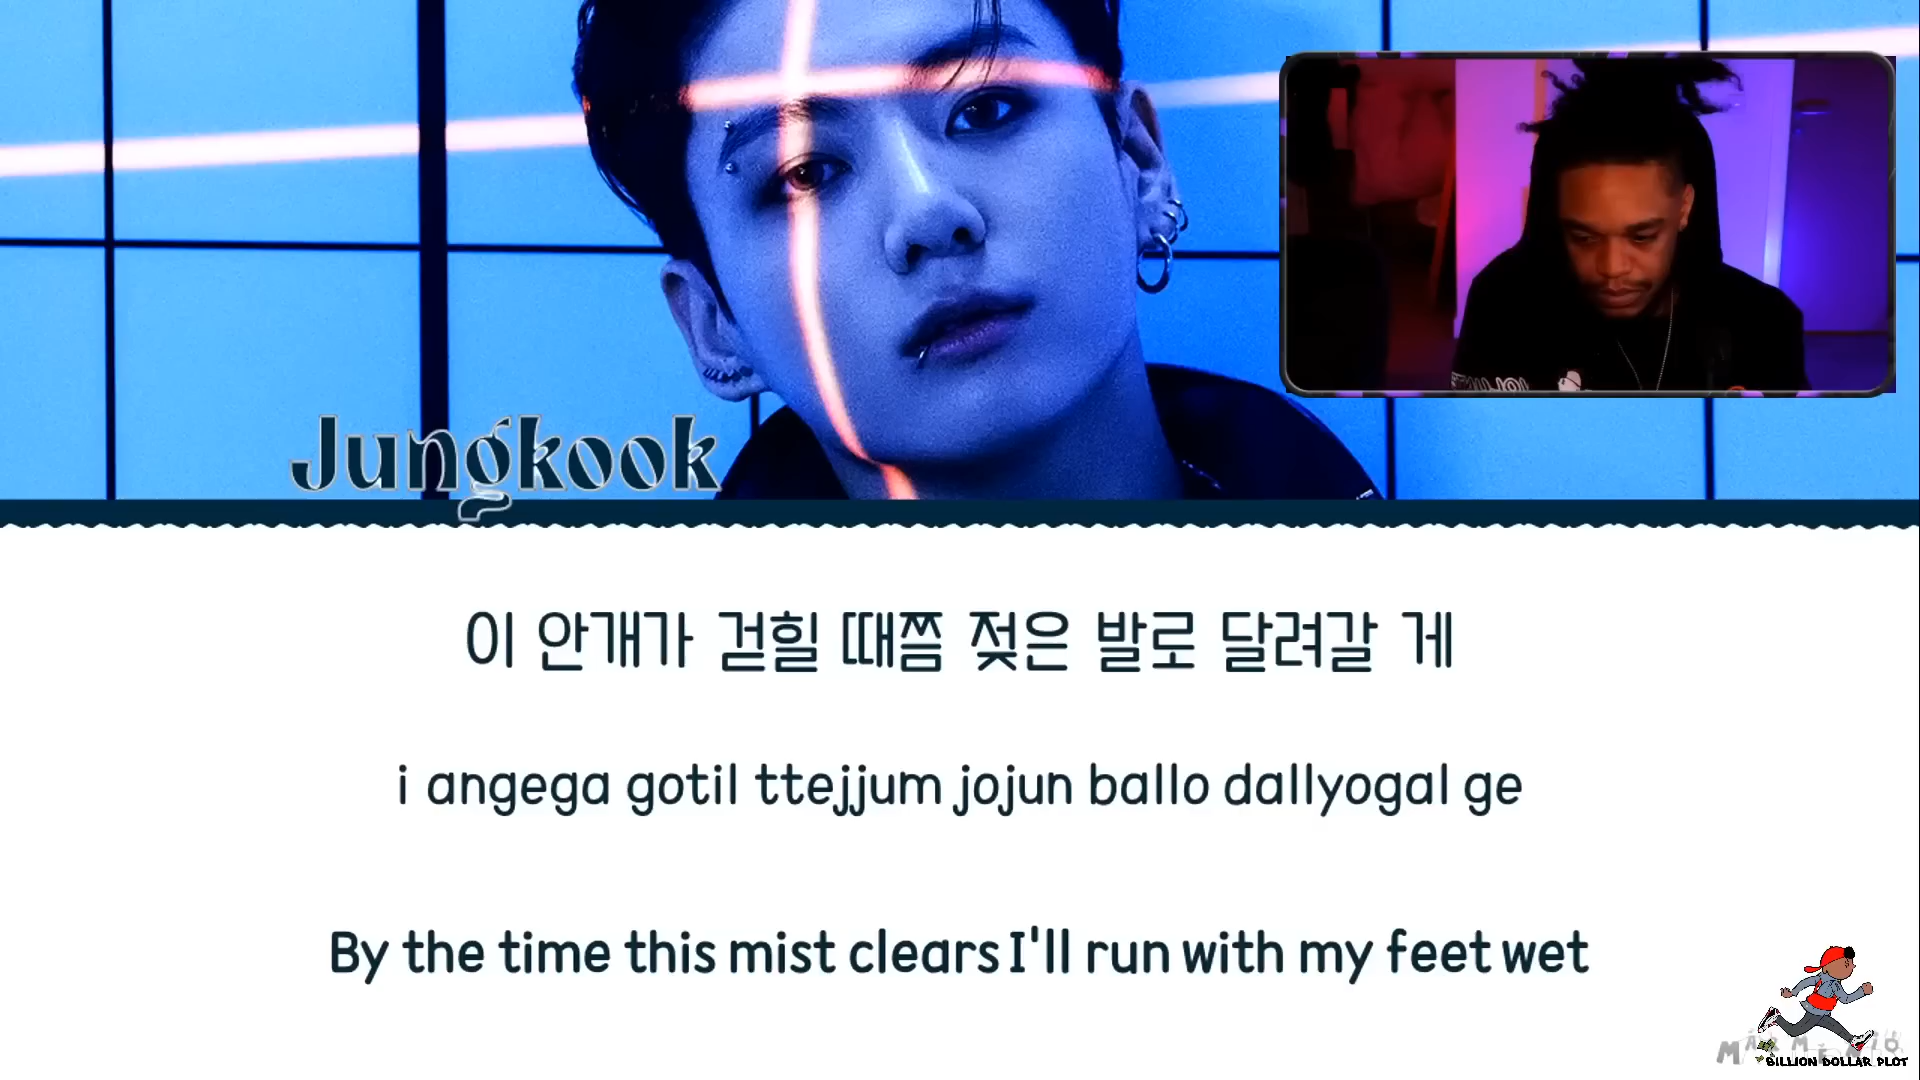 Jungkook
이 안개가 걷힐 때쯤 젖은 발로 달려갈 게
i angega gotil ttejjum jojun ballo dallyogal ge
By the time this mist clears I'll run with my feet wet
BILLION DOLLAR PLOT